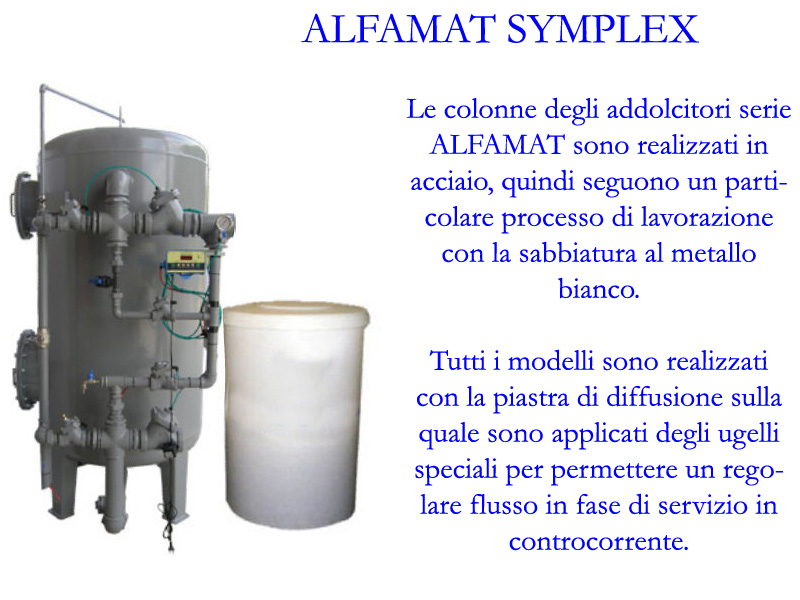 ALFAMAT SYMPLEX
Le colonne degli addolcitori serie
ALFAMAT sono realizzati in
acciaio, quindi seguono un parti-
colare processo di lavorazione
con la sabbiatura al metallo
bianco.
Tutti i modelli sono realizzati
con la piastra di diffusione sulla
quale sono applicati degli ugelli
speciali per permettere un rego-
lare flusso in fase di servizio in
controcorrente.